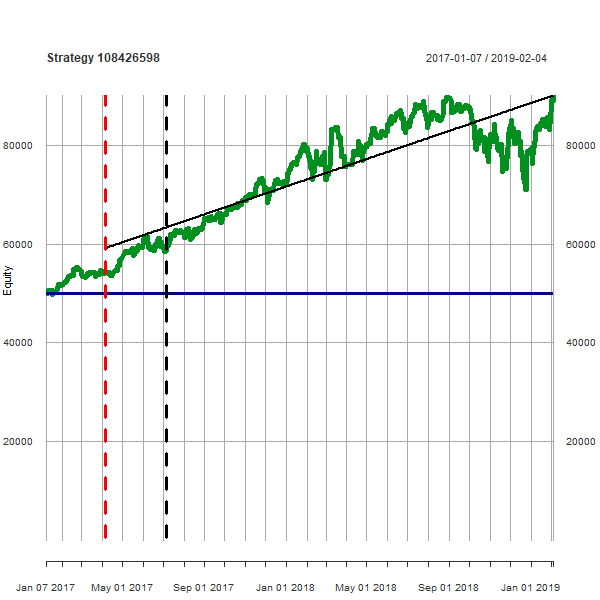 Strategy 108426598
2017-01-07 / 2019-02-04
80000 80000
60000 60000
Equity
40000 40000
20000 20000
Jan 07 2017 May 01 2017 Sep 01 2017 Jan 01 2018 May 01 2018 Sep 01 2018 Jan 01 2019